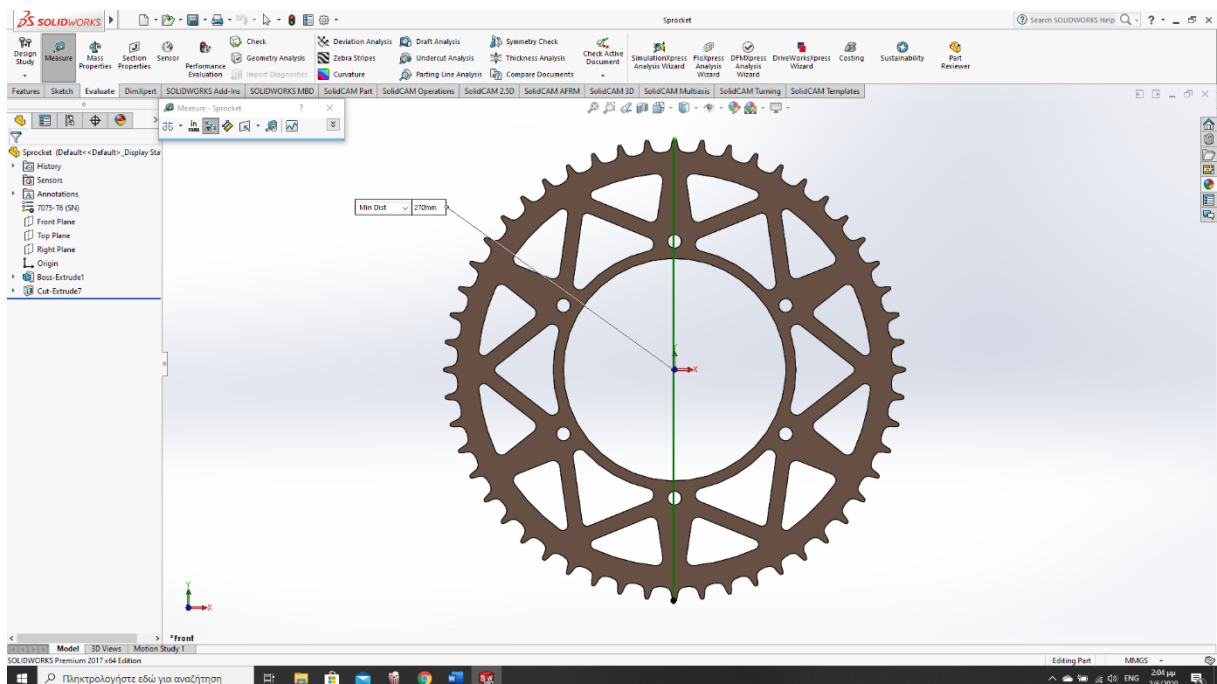 SOLIDWORKS
Sprocket
Search SOLIDWORKS Help
Design Study
Measure
Mass Properties
Section Properties
Sensor
Performance Evaluation
Check
Geometry Analysis
Import Diagnostics
Deviation Analysis
Zebra Stripes
Curvature
Draft Analysis
Undercut Analysis
Parting Line Analysis
Symmetry Check
Thickness Analysis
Compare Documents
Check Active Document
SimulationXpress Analysis Wizard
FloXpress Analysis Wizard
DFMXpress Analysis Wizard
DriveWorksXpress Wizard
Costing
Sustainability
Part Reviewer
Features Sketch Evaluate DimXpert SOLIDWORKS Add-Ins SOLIDWORKS MBD SolidCAM Part SolidCAM Operations SolidCAM 2.5D SolidCAM AFRM SolidCAM 3D SolidCAM Multiaxis SolidCAM Turning SolidCAM Templates
Measure - Sprocket
in
mm
Sprocket (Default<<Default>_Display Sta
History
Sensors
Annotations
7075-T6 (SN)
Front Plane
Top Plane
Right Plane
Origin
Boss-Extrude1
Cut-Extrude7
Min Dist 270mm
Y
X
Y
X
*Front
Model 3D Views Motion Study 1
SOLIDWORKS Premium 2017 x64 Edition
Editing Part MMGS
Πληκτρολογήστε εδώ για αναζήτηση
ENG
2:04 μμ